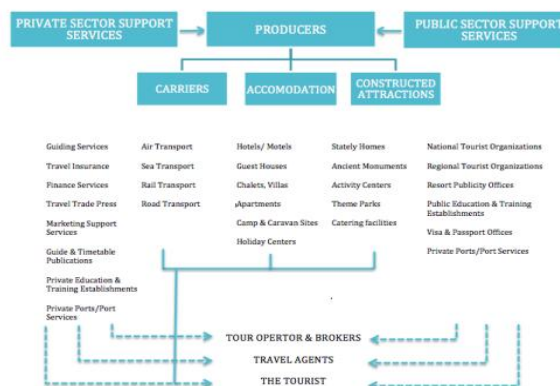 PRIVATE SECTOR SUPPORT
SERVICES
PRODUCERS
PUBLIC SECTOR SUPPORT
SERVICES
CARRIERS
ACCOMODATION
CONSTRUCTED
ATTRACTIONS
Guiding Services
Travel Insurance
Finance Services
Travel Trade Press
Marketing Support
Services
Guide & Timetable
Publications
Private Education &
Training Establishments
Private Ports/Port
Services
Air Transport
Sea Transport
Rail Transport
Road Transport
Hotels/ Motels
Guest Houses
Chalets, Villas
Apartments
Camp & Caravan Sites
Holiday Centers
Stately Homes
Ancient Monuments
Activity Centers
Theme Parks
Catering facilities
National Tourist Organizations
Regional Tourist Organizations
Resort Publicity Offices
Public Education & Training
Establishments
Visa & Passport Offices
Private Ports/Port Services
TOUR OPERTOR & BROKERS
TRAVEL AGENTS
THE TOURIST